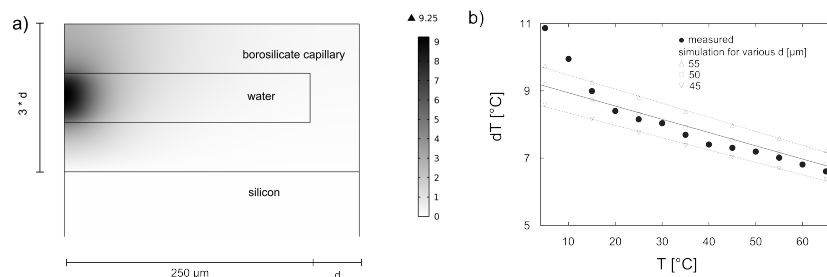 a)
▲ 9.25
borosilicate capillary
water
silicon
3 * d
250 µm
d
9
8
7
6
5
4
3
2
1
0
b)
11
9
7
5
dT [°C]
measured
simulation for various d [µm]
55
50
45
10
20
30
40
50
60
T [°C]